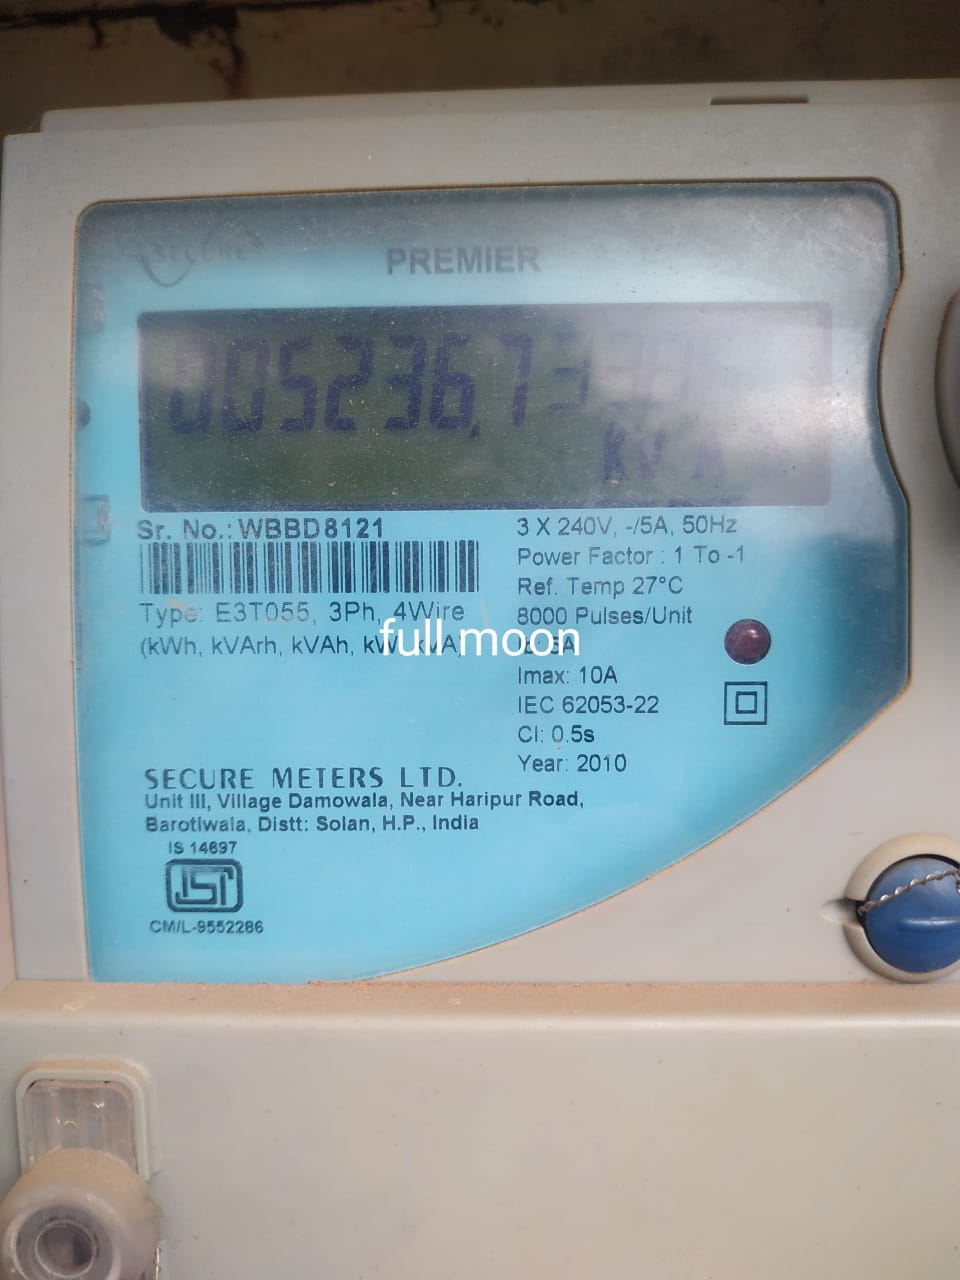 SECURE
PREMIER
005236.73
kV
Sr. No.: WBBD8121
Type: E3T055, 3Ph, 4Wire
(kWh, kVArh, kVAh, kW, kVA)
3 X 240V, -/5A, 50Hz
Power Factor : 1 To -1
Ref. Temp 27°C
8000 Pulses/Unit
5A
Imax: 10A
IEC 62053-22
Cl: 0.5s
Year: 2010
full moon
SECURE METERS LTD.
Unit III, Village Damowala, Near Haripur Road,
Barotiwala, Distt: Solan, H.P., India
IS 14697
CM/L-9552286